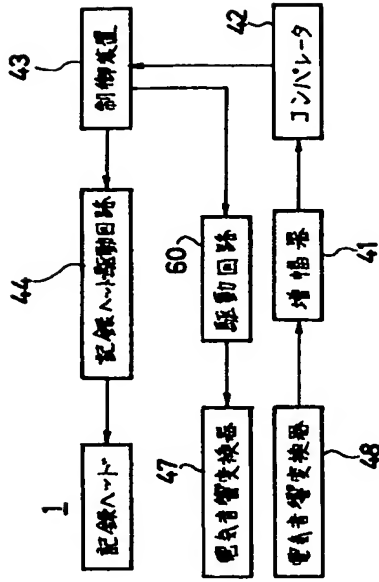 1
記録ヘッド
44
記録ヘッド駆動回路
43
制御装置
47
電気音響変換器
60
駆動回路
電気音響変換器
48
増幅器
41
コンパレータ
42